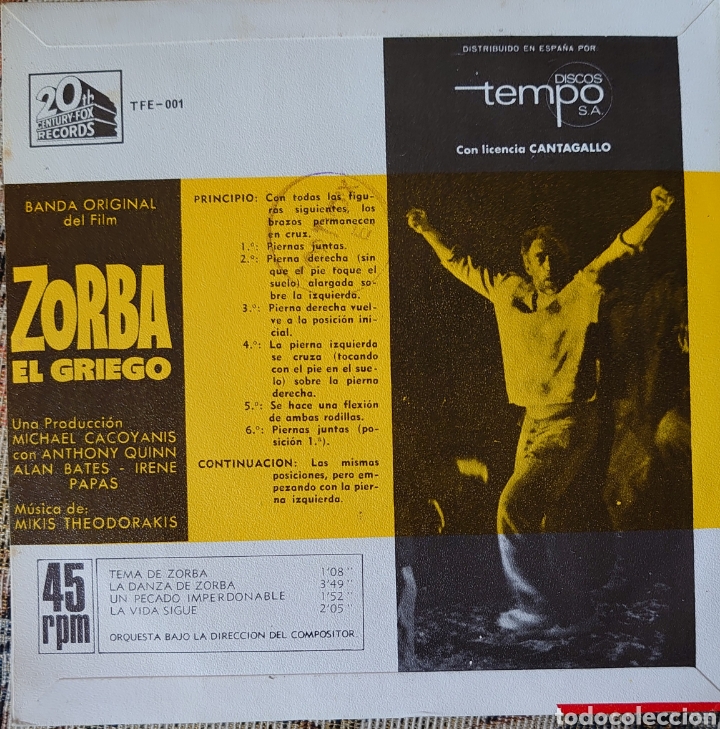 20th
CENTURY-FOX
RECORDS
TFE-001
DISTRIBUIDO EN ESPAÑA POR:
DISCOS
tempo
S.A.
Con licencia CANTAGALLO
BANDA ORIGINAL
del Film
ZORBA
EL GRIEGO
Una Producción
MICHAEL CACOYANIS
con ANTHONY QUINN
ALAN BATES - IRENE
PAPAS
Música de:
MIKIS THEODORAKIS
PRINCIPIO: Con todas las figu-
ras siguientes, los
brazos permanecen
en cruz.
1.º: Piernas juntas.
2.º: Pierna derecha (sin
que el pie toque el
suelo) alargada so-
bre la izquierda.
3.º: Pierna derecha vuel-
ve a la posición ini-
cial.
4.º: La pierna izquierda
se cruza (tocando
con el pie en el sue-
lo) sobre la pierna
derecha.
5.º: Se hace una flexión
de ambas rodillas.
6.º: Piernas juntas (po-
sición 1.ª).
CONTINUACION: Las mismas
posiciones, pero em-
pezando con la pier-
na izquierda.
45
rpm
TEMA DE ZORBA 1'08"
LA DANZA DE ZORBA 3'49"
UN PECADO IMPERDONABLE 1'52"
LA VIDA SIGUE 2'05"
ORQUESTA BAJO LA DIRECCION DEL COMPOSITOR.
todocoleccion